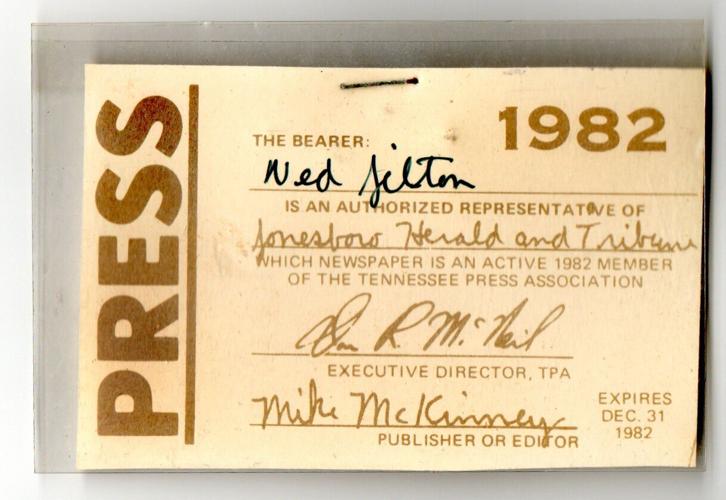 PRESS
1982
THE BEARER:
Ned Jilton
IS AN AUTHORIZED REPRESENTATIVE OF
Jonesboro Herald and Tribune
WHICH NEWSPAPER IS AN ACTIVE 1982 MEMBER
OF THE TENNESSEE PRESS ASSOCIATION
Don R. McNeil
EXECUTIVE DIRECTOR, TPA
Mike McKinney
PUBLISHER OR EDITOR
EXPIRES
DEC. 31
1982